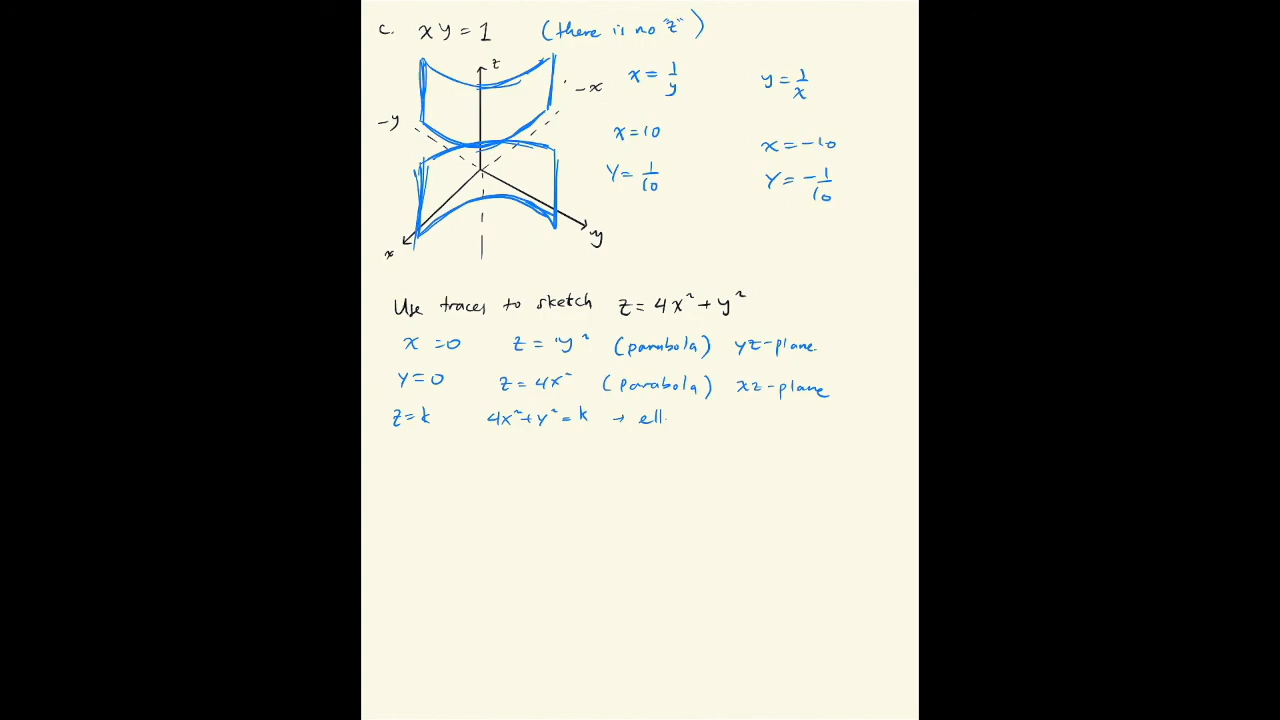 c. xy = 1 (there is no "z")
z
-x
-y
x
y
x = 1/y
y = 1/x
x = 10
x = -10
y = 1/10
y = -1/10
Use traces to sketch z = 4x² + y²
x = 0 z = y² (parabola) yz-plane.
y = 0 z = 4x² (parabola) xz-plane
z = k 4x² + y² = k → ell.